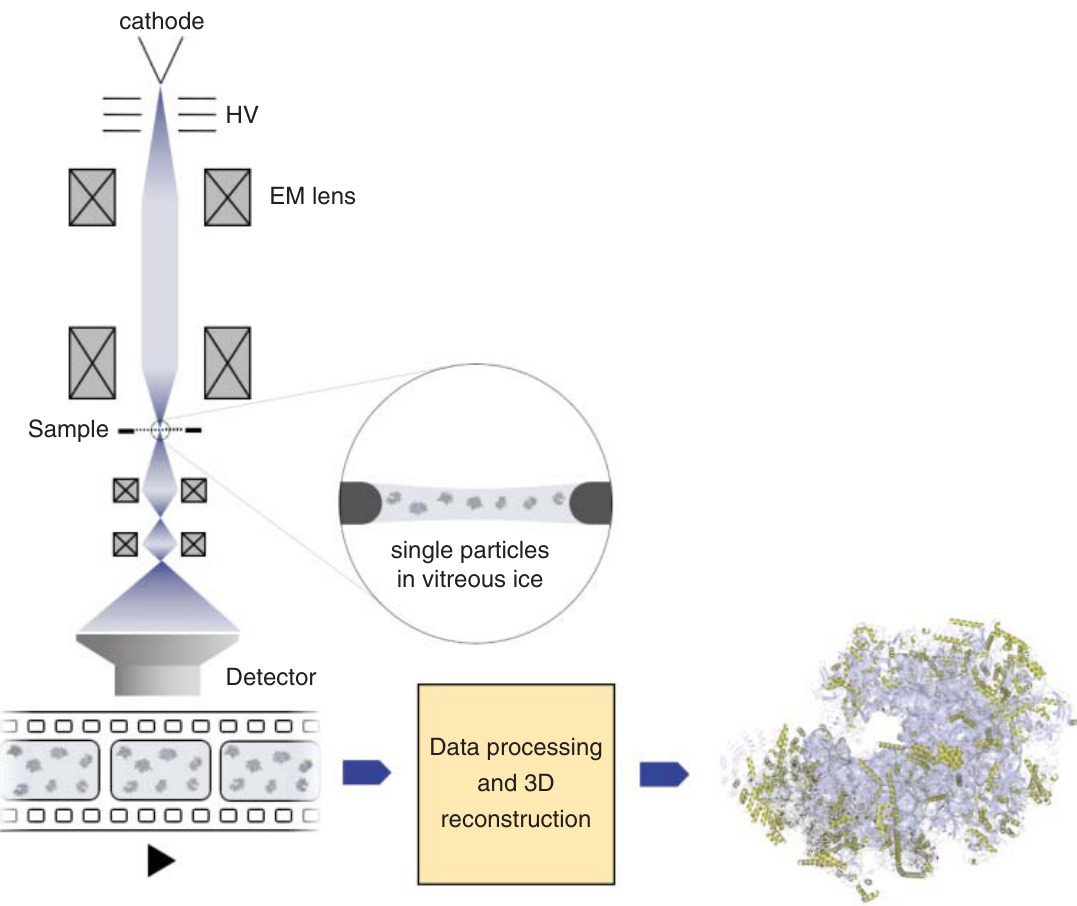 cathode
HV
EM lens
Sample
single particles
in vitreous ice
Detector
Data processing
and 3D
reconstruction